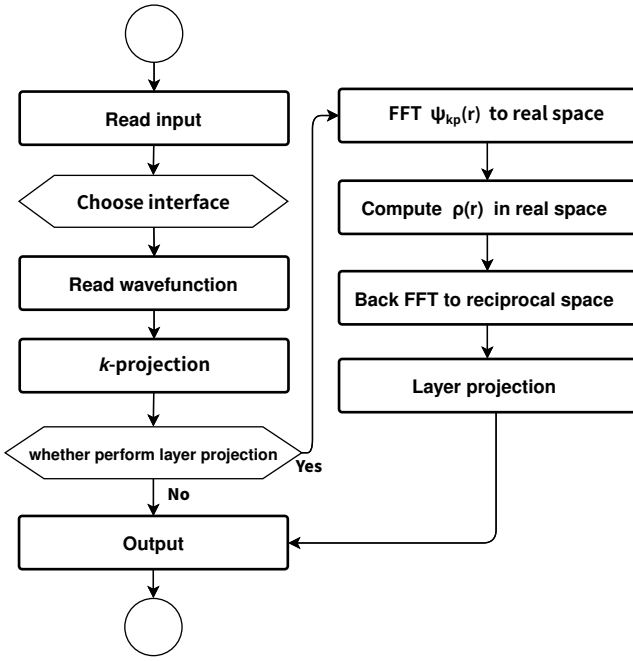 Read input
Choose interface
Read wavefunction
k-projection
whether perform layer projection
Yes
No
Output
FFT ψkp(r) to real space
Compute ρ(r) in real space
Back FFT to reciprocal space
Layer projection